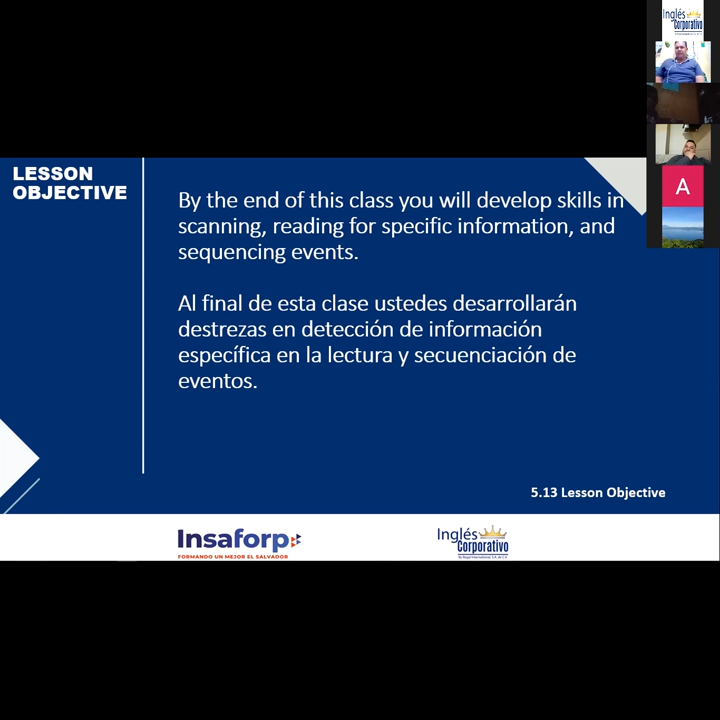 Inglés
Corporativo
LESSON
OBJECTIVE
By the end of this class you will develop skills in
scanning, reading for specific information, and
sequencing events.
Al final de esta clase ustedes desarrollarán
destrezas en detección de información
específica en la lectura y secuenciación de
eventos.
A
5.13 Lesson Objective
Insaforp
FORMANDO UN MEJOR EL SALVADOR
Inglés
Corporativo